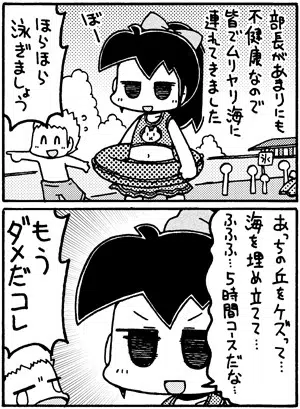 部長があまりにも
不健康なので
皆でムリヤリ海に
連れてきました
ぼー
ほらほら
泳ぎましょう
氷
あっちの丘をケズって…
海を埋め立てて…
ふふふ…5時間コースだな…
もう
ダメだコレ